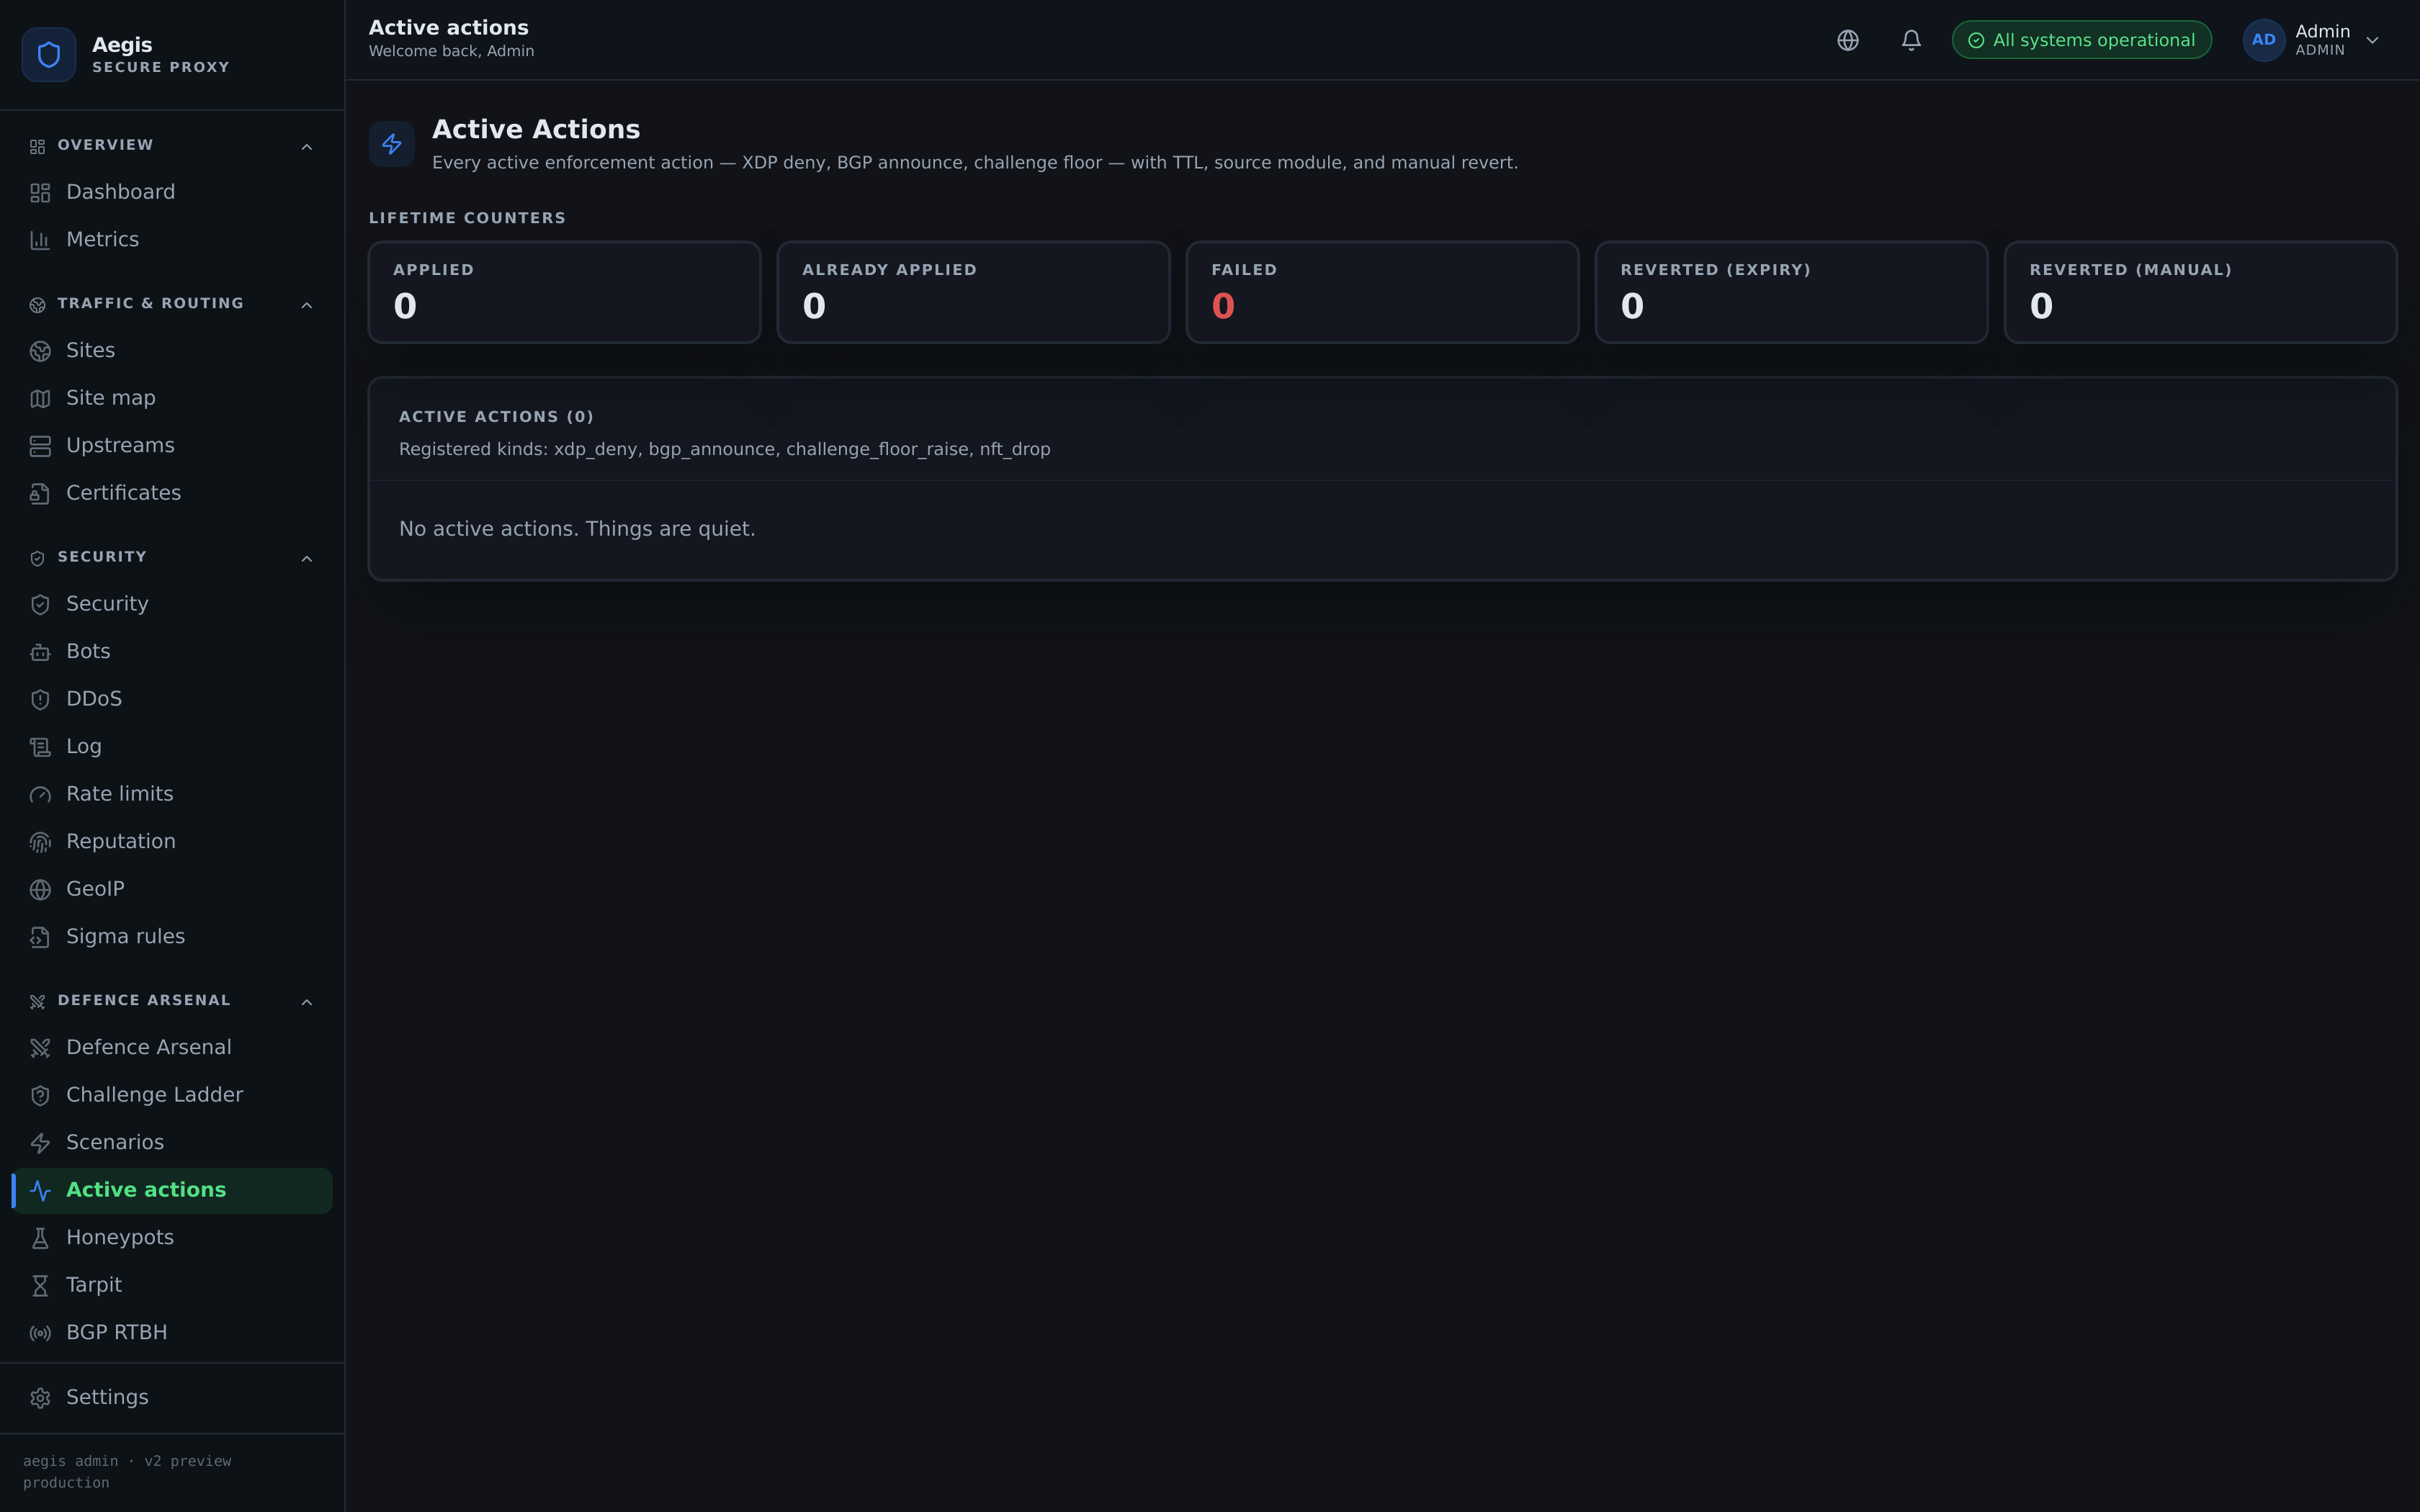 Aegis
SECURE PROXY
OVERVIEW
Dashboard
Metrics
TRAFFIC & ROUTING
Sites
Site map
Upstreams
Certificates
SECURITY
Security
Bots
DDoS
Log
Rate limits
Reputation
GeoIP
Sigma rules
DEFENCE ARSENAL
Defence Arsenal
Challenge Ladder
Scenarios
Active actions
Honeypots
Tarpit
BGP RTBH
Settings
aegis admin · v2 preview
production
Active actions
Welcome back, Admin
All systems operational
AD
Admin
ADMIN
Active Actions
Every active enforcement action — XDP deny, BGP announce, challenge floor — with TTL, source module, and manual revert.
LIFETIME COUNTERS
APPLIED
0
ALREADY APPLIED
0
FAILED
0
REVERTED (EXPIRY)
0
REVERTED (MANUAL)
0
ACTIVE ACTIONS (0)
Registered kinds: xdp_deny, bgp_announce, challenge_floor_raise, nft_drop
No active actions. Things are quiet.